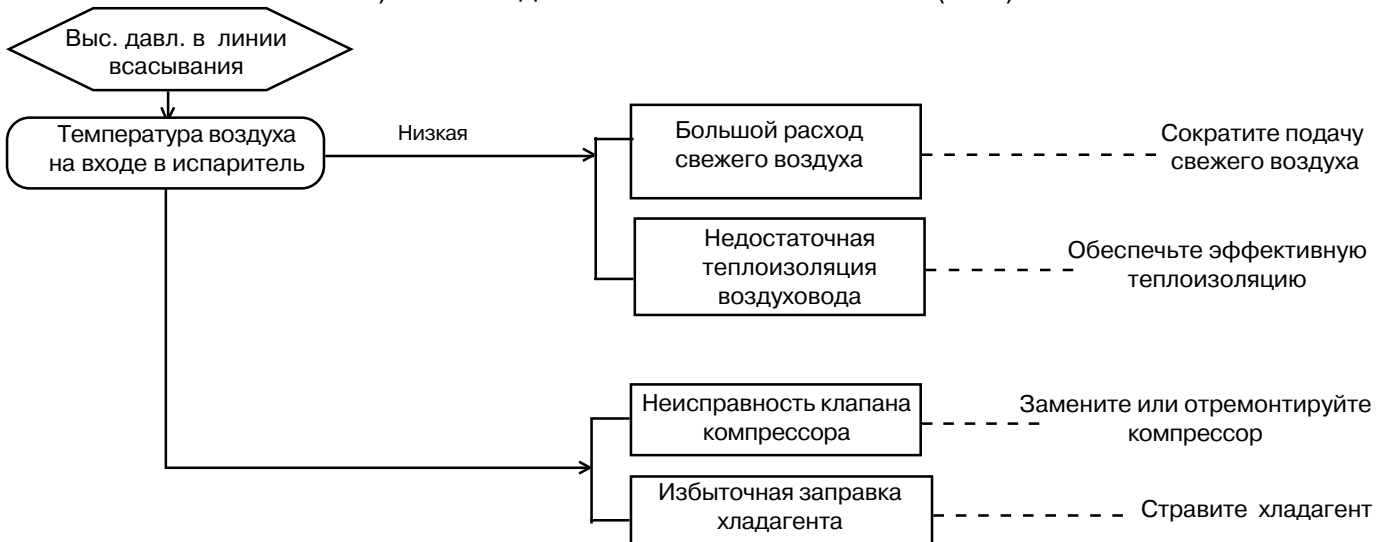 Выс. давл. в линии
всасывания
Температура воздуха
на входе в испаритель
Низкая
Большой расход
свежего воздуха
Сократите подачу
свежего воздуха
Недостаточная
теплоизоляция
воздуховода
Обеспечьте эффективную
теплоизоляцию
Неисправность клапана
компрессора
Замените или отремонтируйте
компрессор
Избыточная заправка
хладагента
Стравите хладагент